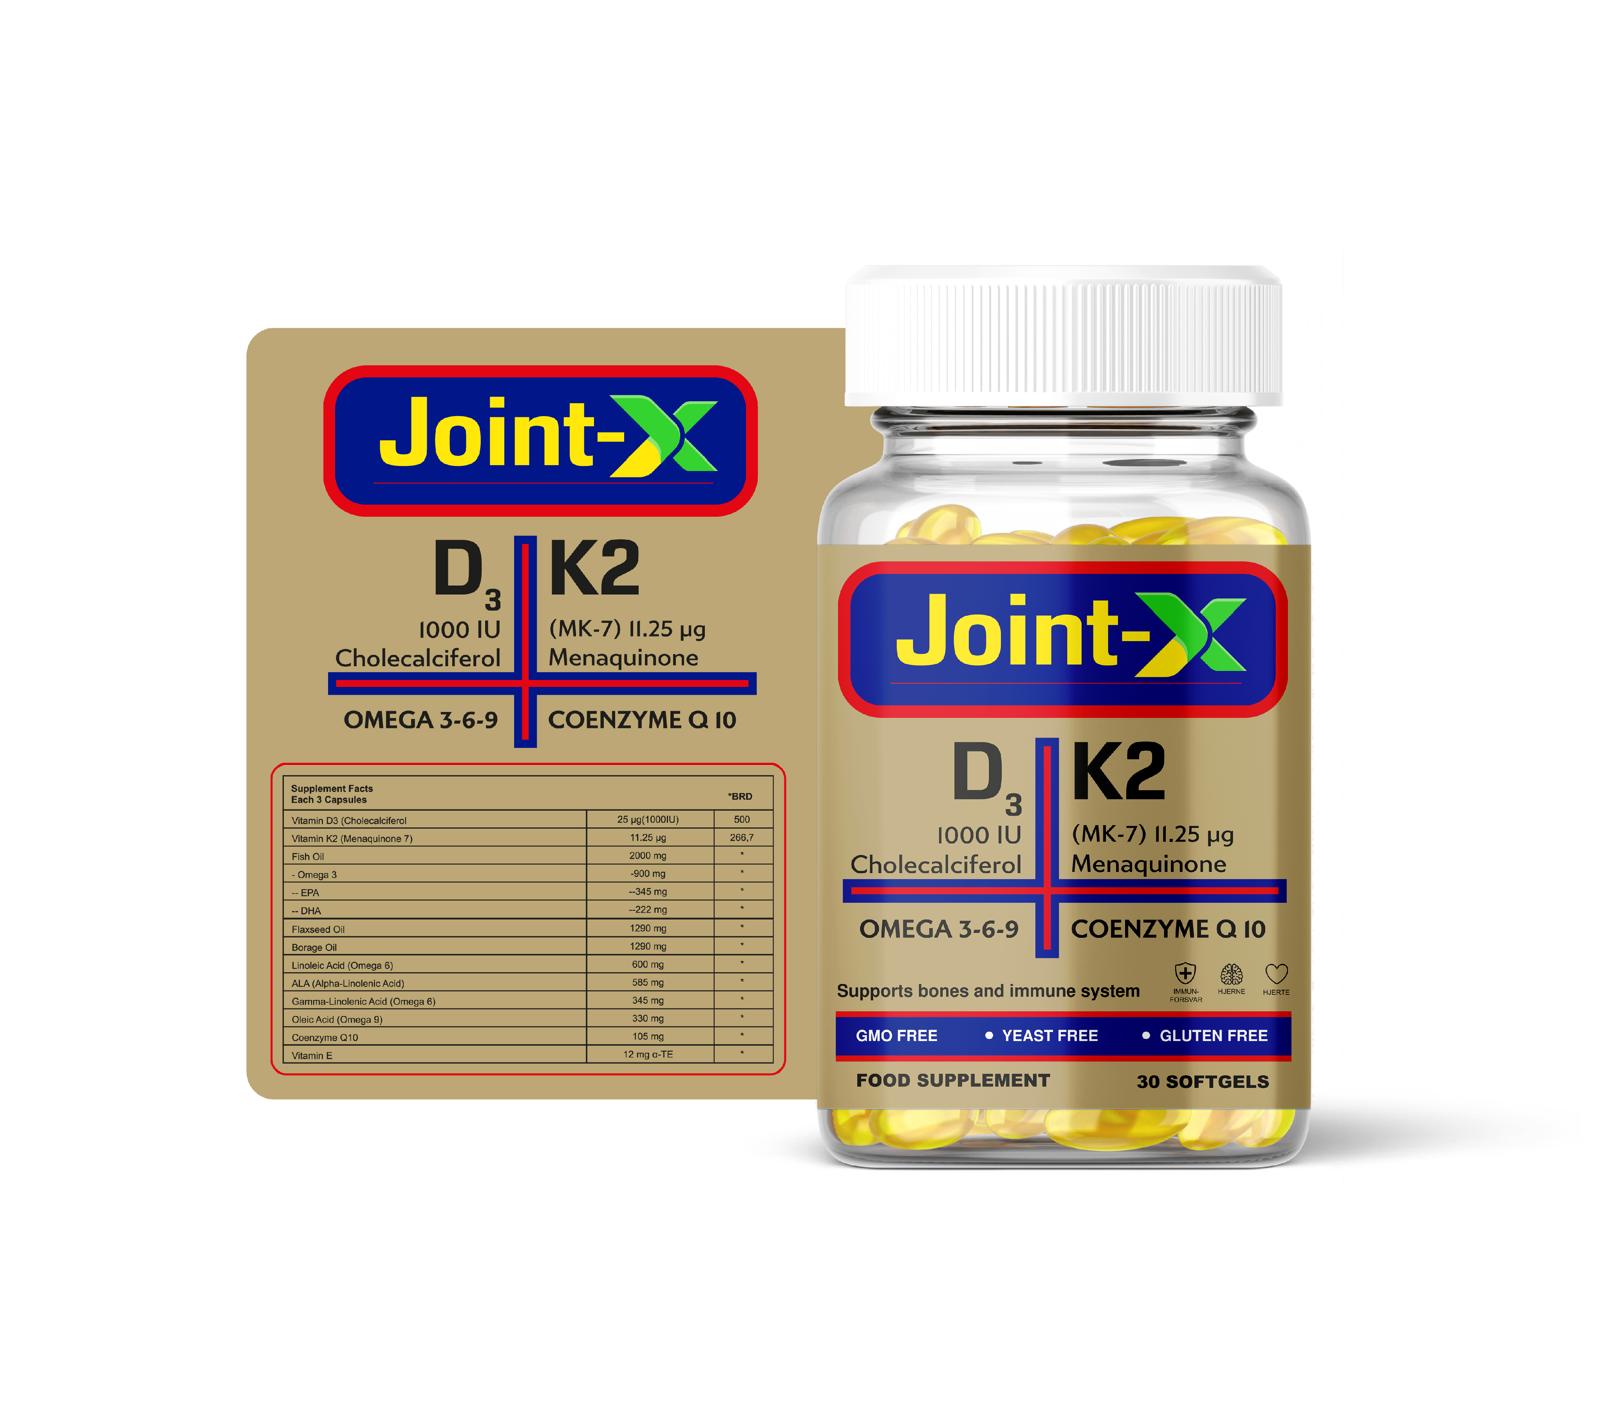 Joint-X
D3 K2
1000 IU (MK-7) 11.25 µg
Cholecalciferol Menaquinone
OMEGA 3-6-9 COENZYME Q 10
Supplement Facts
Each 3 Capsules *BRD
Vitamin D3 (Cholecalciferol 25 µg(1000IU) 500
Vitamin K2 (Menaquinone 7) 11.25 µg 266,7
Fish Oil 2000 mg *
- Omega 3 -900 mg *
-- EPA --345 mg *
-- DHA --222 mg *
Flaxseed Oil 1290 mg *
Borage Oil 1290 mg *
Linoleic Acid (Omega 6) 600 mg *
ALA (Alpha-Linolenic Acid) 585 mg *
Gamma-Linolenic Acid (Omega 6) 345 mg *
Oleic Acid (Omega 9) 330 mg *
Coenzyme Q10 105 mg *
Vitamin E 12 mg α-TE *
Joint-X
D3 K2
1000 IU (MK-7) 11.25 µg
Cholecalciferol Menaquinone
OMEGA 3-6-9 COENZYME Q 10
Supports bones and immune system
IMMUN-
FORSVAR HJERNE HJERTE
GMO FREE • YEAST FREE • GLUTEN FREE
FOOD SUPPLEMENT 30 SOFTGELS